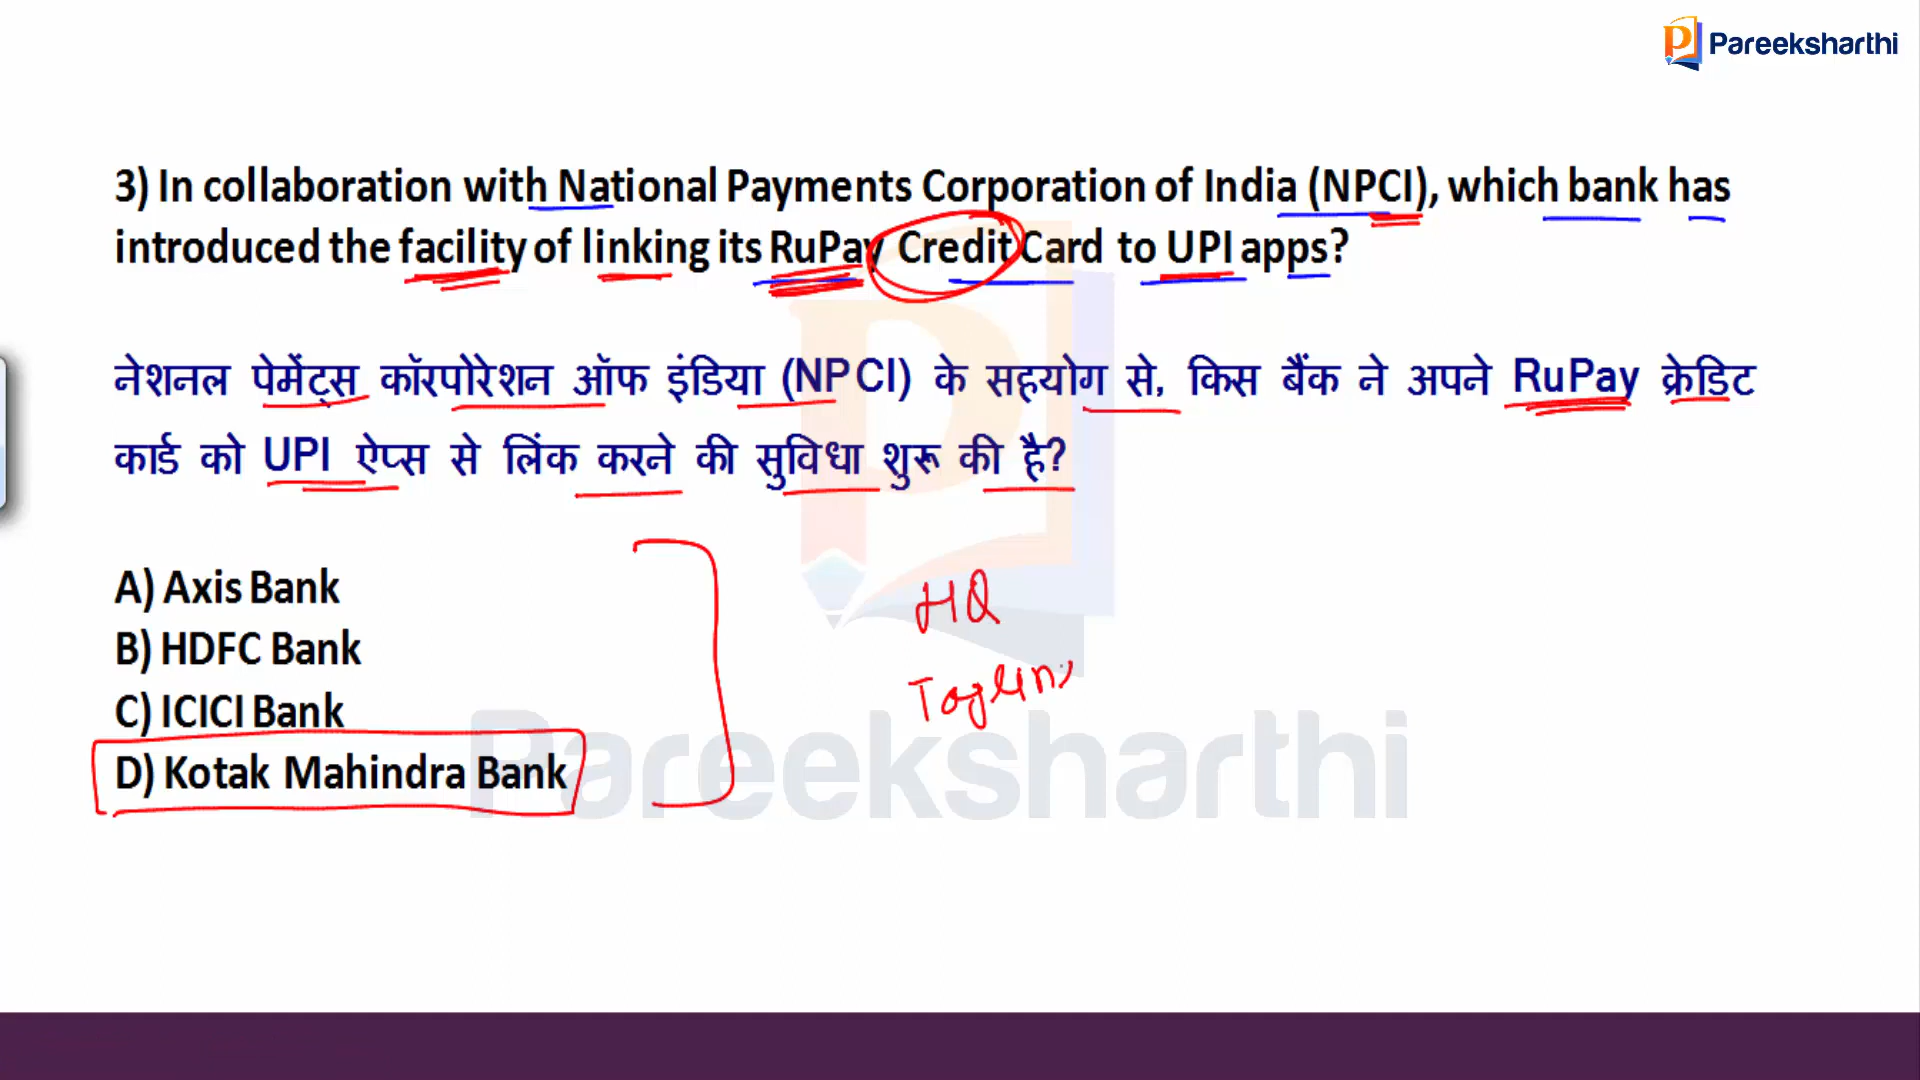 Pareeksharthi
3) In collaboration with National Payments Corporation of India (NPCI), which bank has
introduced the facility of linking its RuPay Credit Card to UPI apps?
नेशनल पेमेंट्स कॉरपोरेशन ऑफ इंडिया (NPCI) के सहयोग से, किस बैंक ने अपने RuPay क्रेडिट
कार्ड को UPI ऐप्स से लिंक करने की सुविधा शुरू की है?
A) Axis Bank
B) HDFC Bank
C) ICICI Bank
D) Kotak Mahindra Bank
HQ
Pareeksharthi